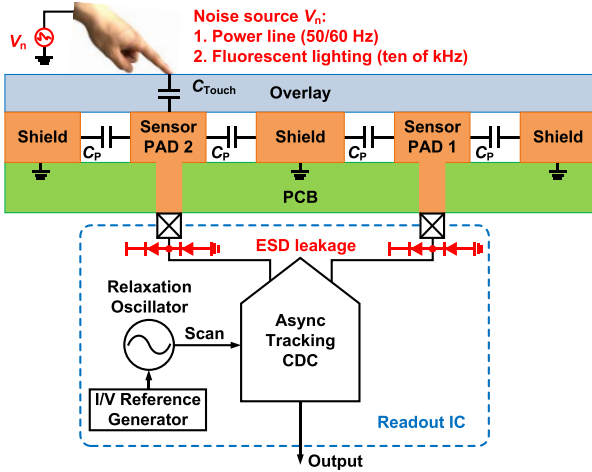 Noise source Vn:
1. Power line (50/60 Hz)
2. Fluorescent lighting (ten of kHz)
Vn
CTouch
Overlay
Shield
CP
Sensor
PAD 2
CP
Shield
CP
Sensor
PAD 1
CP
Shield
PCB
ESD leakage
Relaxation
Oscillator
Scan
Async
Tracking
CDC
I/V Reference
Generator
Readout IC
Output